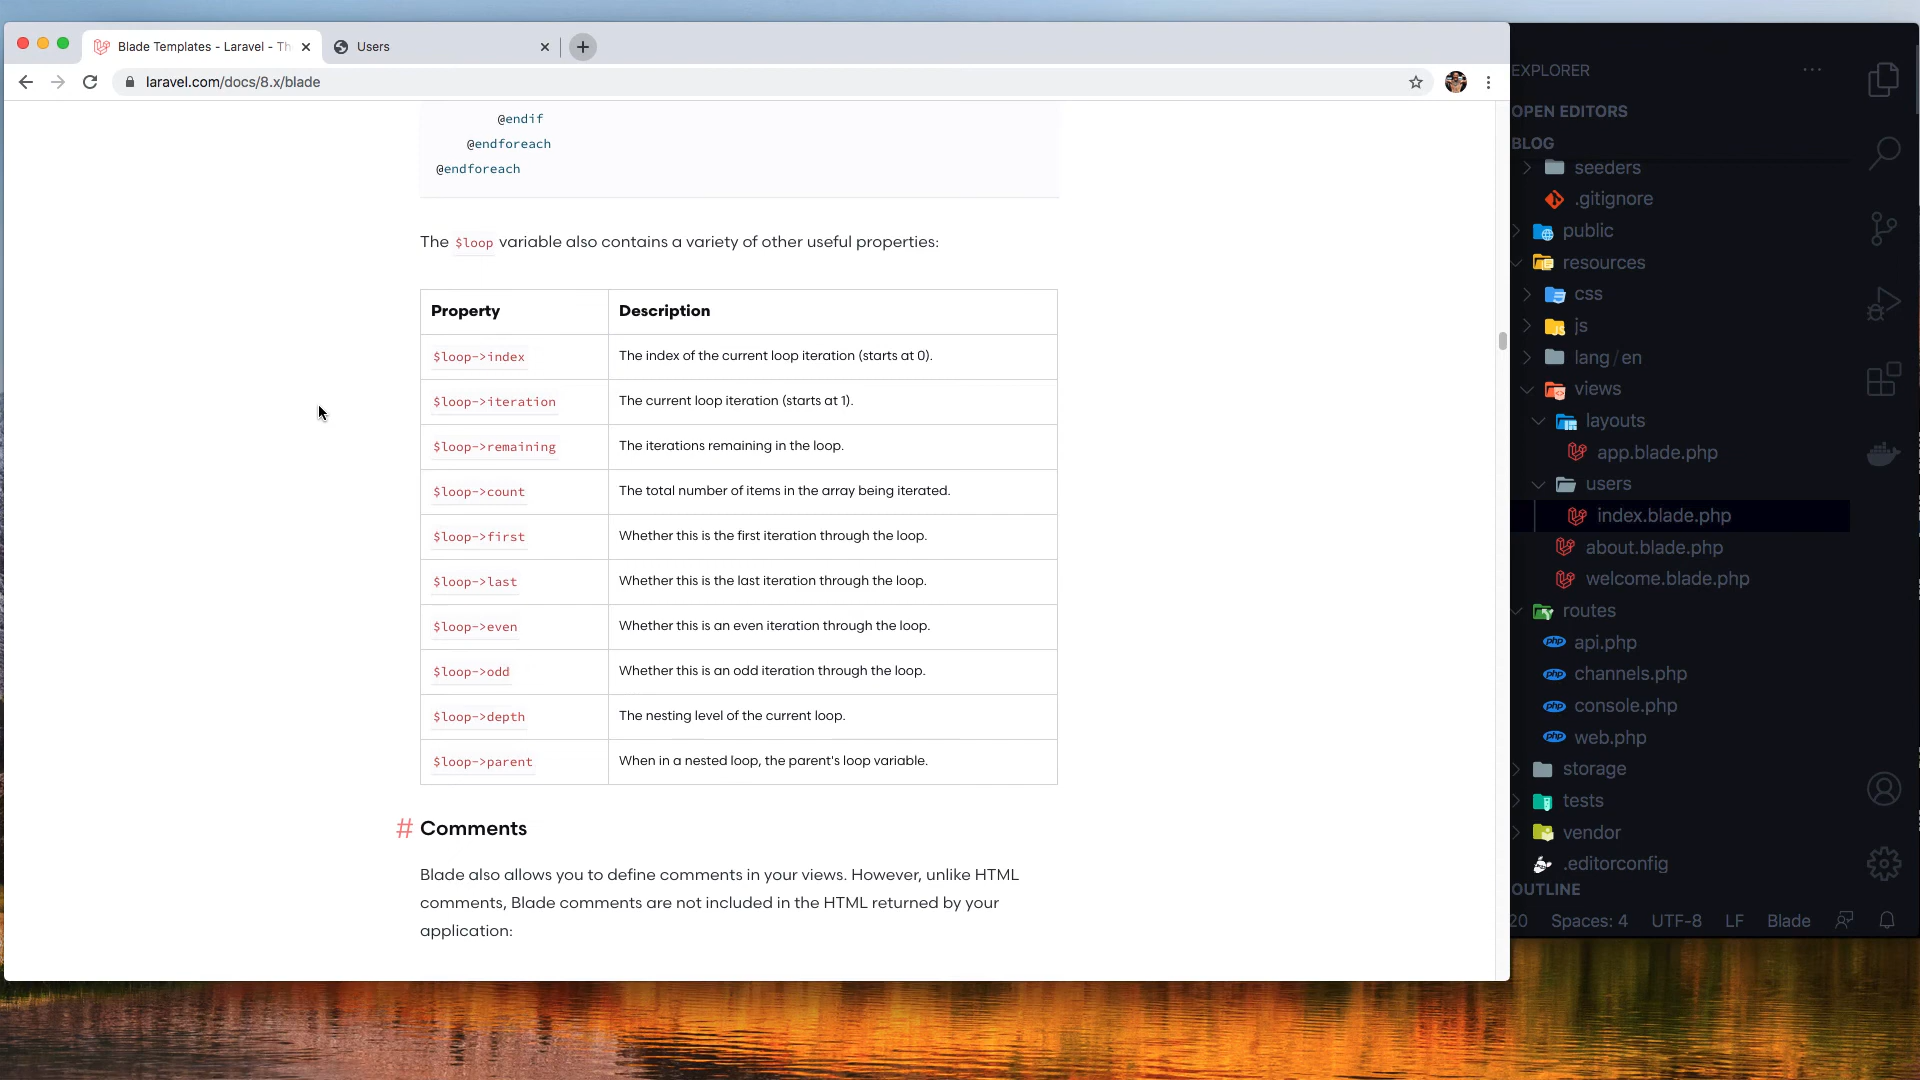 Blade Templates - Laravel - Th
Users
laravel.com/docs/8.x/blade
@endif
@endforeach
@endforeach
The $loop variable also contains a variety of other useful properties:
Property Description
$loop->index The index of the current loop iteration (starts at 0).
$loop->iteration The current loop iteration (starts at 1).
$loop->remaining The iterations remaining in the loop.
$loop->count The total number of items in the array being iterated.
$loop->first Whether this is the first iteration through the loop.
$loop->last Whether this is the last iteration through the loop.
$loop->even Whether this is an even iteration through the loop.
$loop->odd Whether this is an odd iteration through the loop.
$loop->depth The nesting level of the current loop.
$loop->parent When in a nested loop, the parent's loop variable.
# Comments
Blade also allows you to define comments in your views. However, unlike HTML
comments, Blade comments are not included in the HTML returned by your
application:
EXPLORER
OPEN EDITORS
BLOG
seeders
.gitignore
public
resources
css
js
lang/en
views
layouts
app.blade.php
users
index.blade.php
about.blade.php
welcome.blade.php
routes
api.php
channels.php
console.php
web.php
storage
tests
vendor
.editorconfig
OUTLINE
20 Spaces: 4 UTF-8 LF Blade